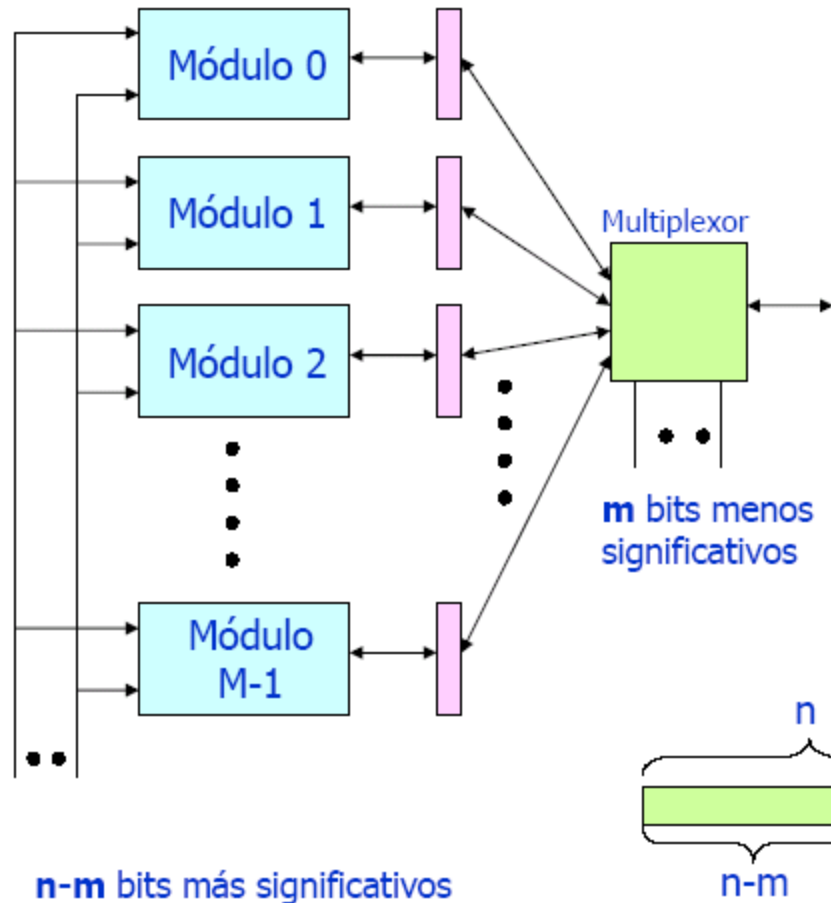 Módulo 0
Módulo 1
Multiplexor
Módulo 2
m bits menos
significativos
Módulo
M-1
n
n-m
n-m bits más significativos